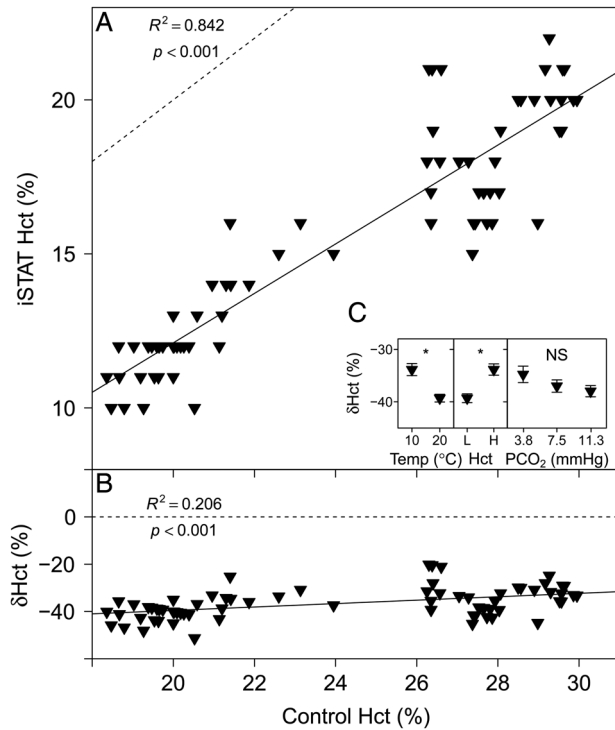 A
R² = 0.842
p < 0.001
20
15
10
iSTAT Hct (%)
C
−30
−40
δHct (%)
*
*
NS
10 20 L H 3.8 7.5 11.3
Temp (°C) Hct PCO₂ (mmHg)
B
R² = 0.206
p < 0.001
0
−20
−40
−60
δHct (%)
20 22 24 26 28 30
Control Hct (%)